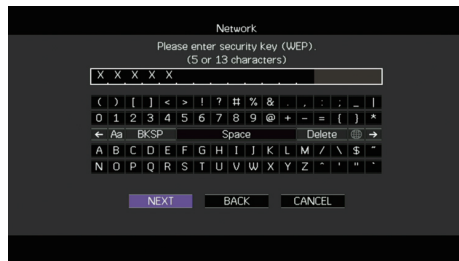 Network
Please enter security key (WEP).
(5 or 13 characters)
X X X X X
( ) [ ] < > ! ? # % & . , : ; _ |
0 1 2 3 4 5 6 7 8 9 @ + - = { } *
← Aa BKSP Space Delete →
A B C D E F G H I J K L M / \ $ ~
N O P Q R S T U V W X Y Z ^ ' " `
NEXT BACK CANCEL